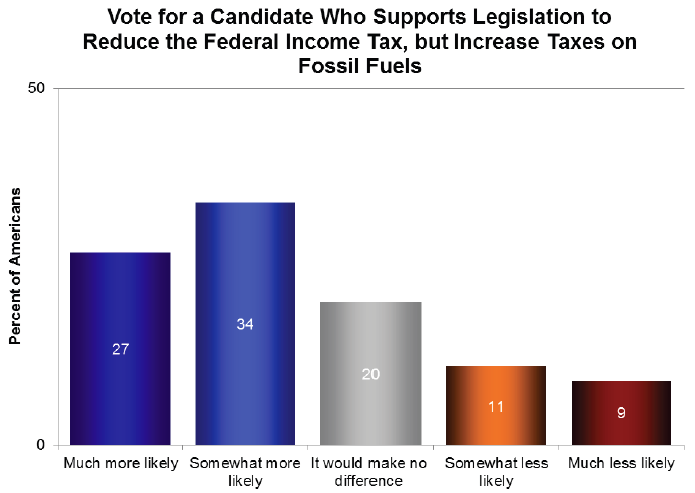 Vote for a Candidate Who Supports Legislation to
Reduce the Federal Income Tax, but Increase Taxes on
Fossil Fuels
50
Percent of Americans
27
34
20
11
9
0
Much more likely
Somewhat more
likely
It would make no
difference
Somewhat less
likely
Much less likely